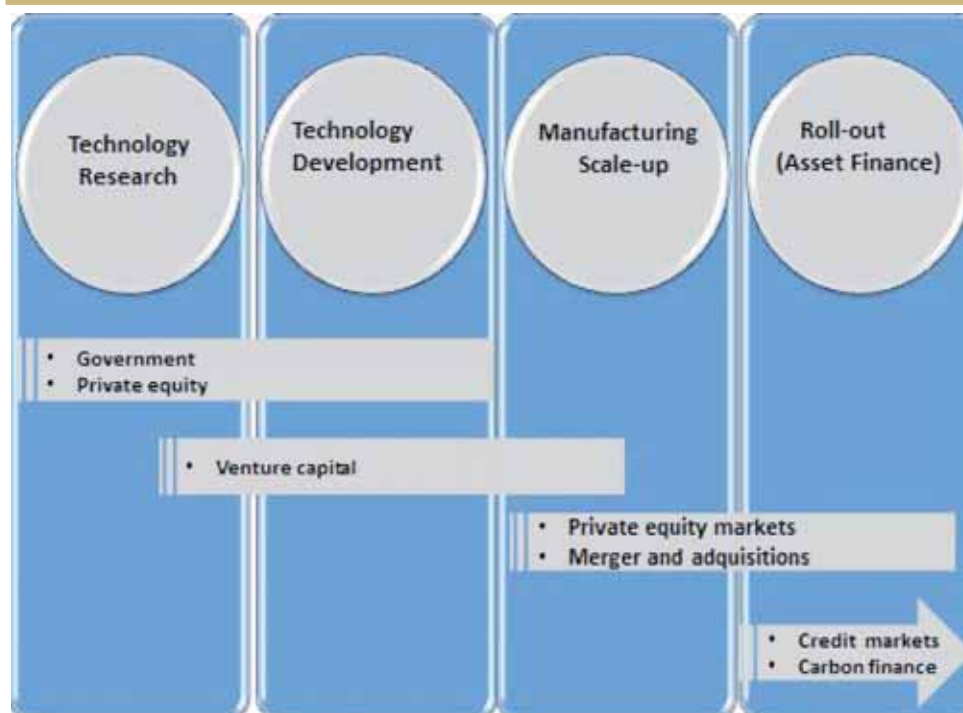 Technology
Research
Technology
Development
Manufacturing
Scale-up
Roll-out
(Asset Finance)
• Government
• Private equity
• Venture capital
• Private equity markets
• Merger and adquisitions
• Credit markets
• Carbon finance